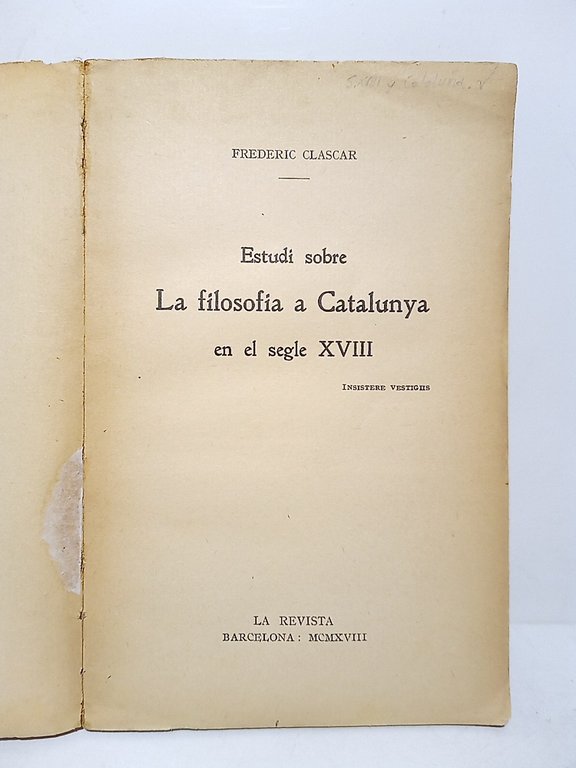 FREDERIC CLASCAR
Estudi sobre
La filosofia a Catalunya
en el segle XVIII
INSISTERE VESTIGIIS
LA REVISTA
BARCELONA: MCMXVIII